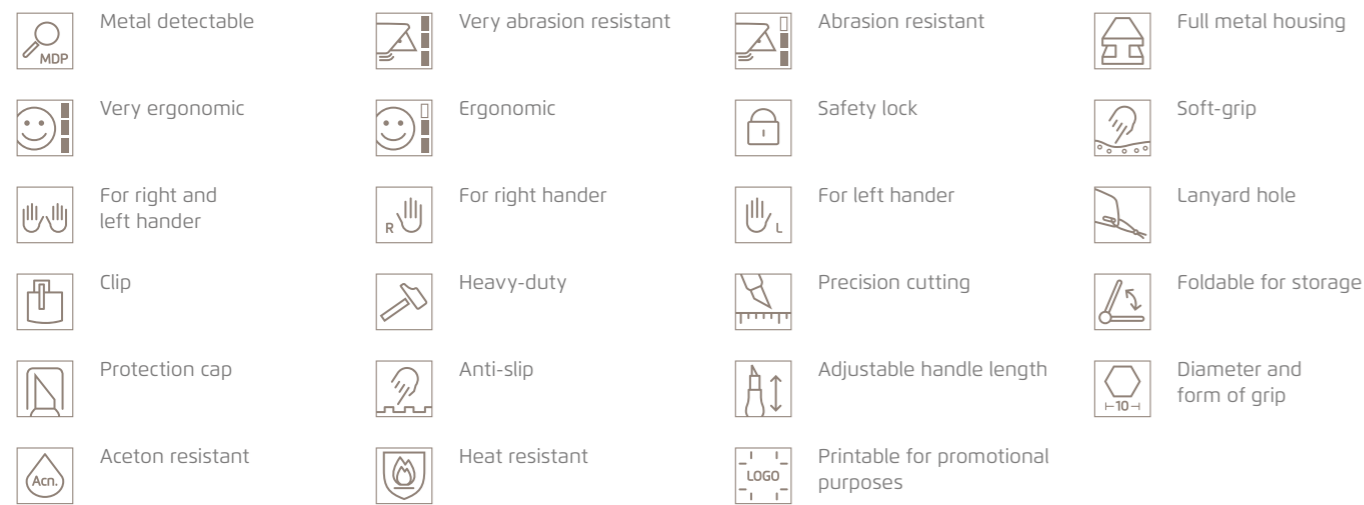 MDP
Metal detectable
Very abrasion resistant
Abrasion resistant
Full metal housing
Very ergonomic
Ergonomic
Safety lock
Soft-grip
For right and
left hander
R
For right hander
L
For left hander
Lanyard hole
Clip
Heavy-duty
Precision cutting
Foldable for storage
Protection cap
Anti-slip
Adjustable handle length
10
Diameter and
form of grip
Acn.
Aceton resistant
Heat resistant
LOGO
Printable for promotional
purposes